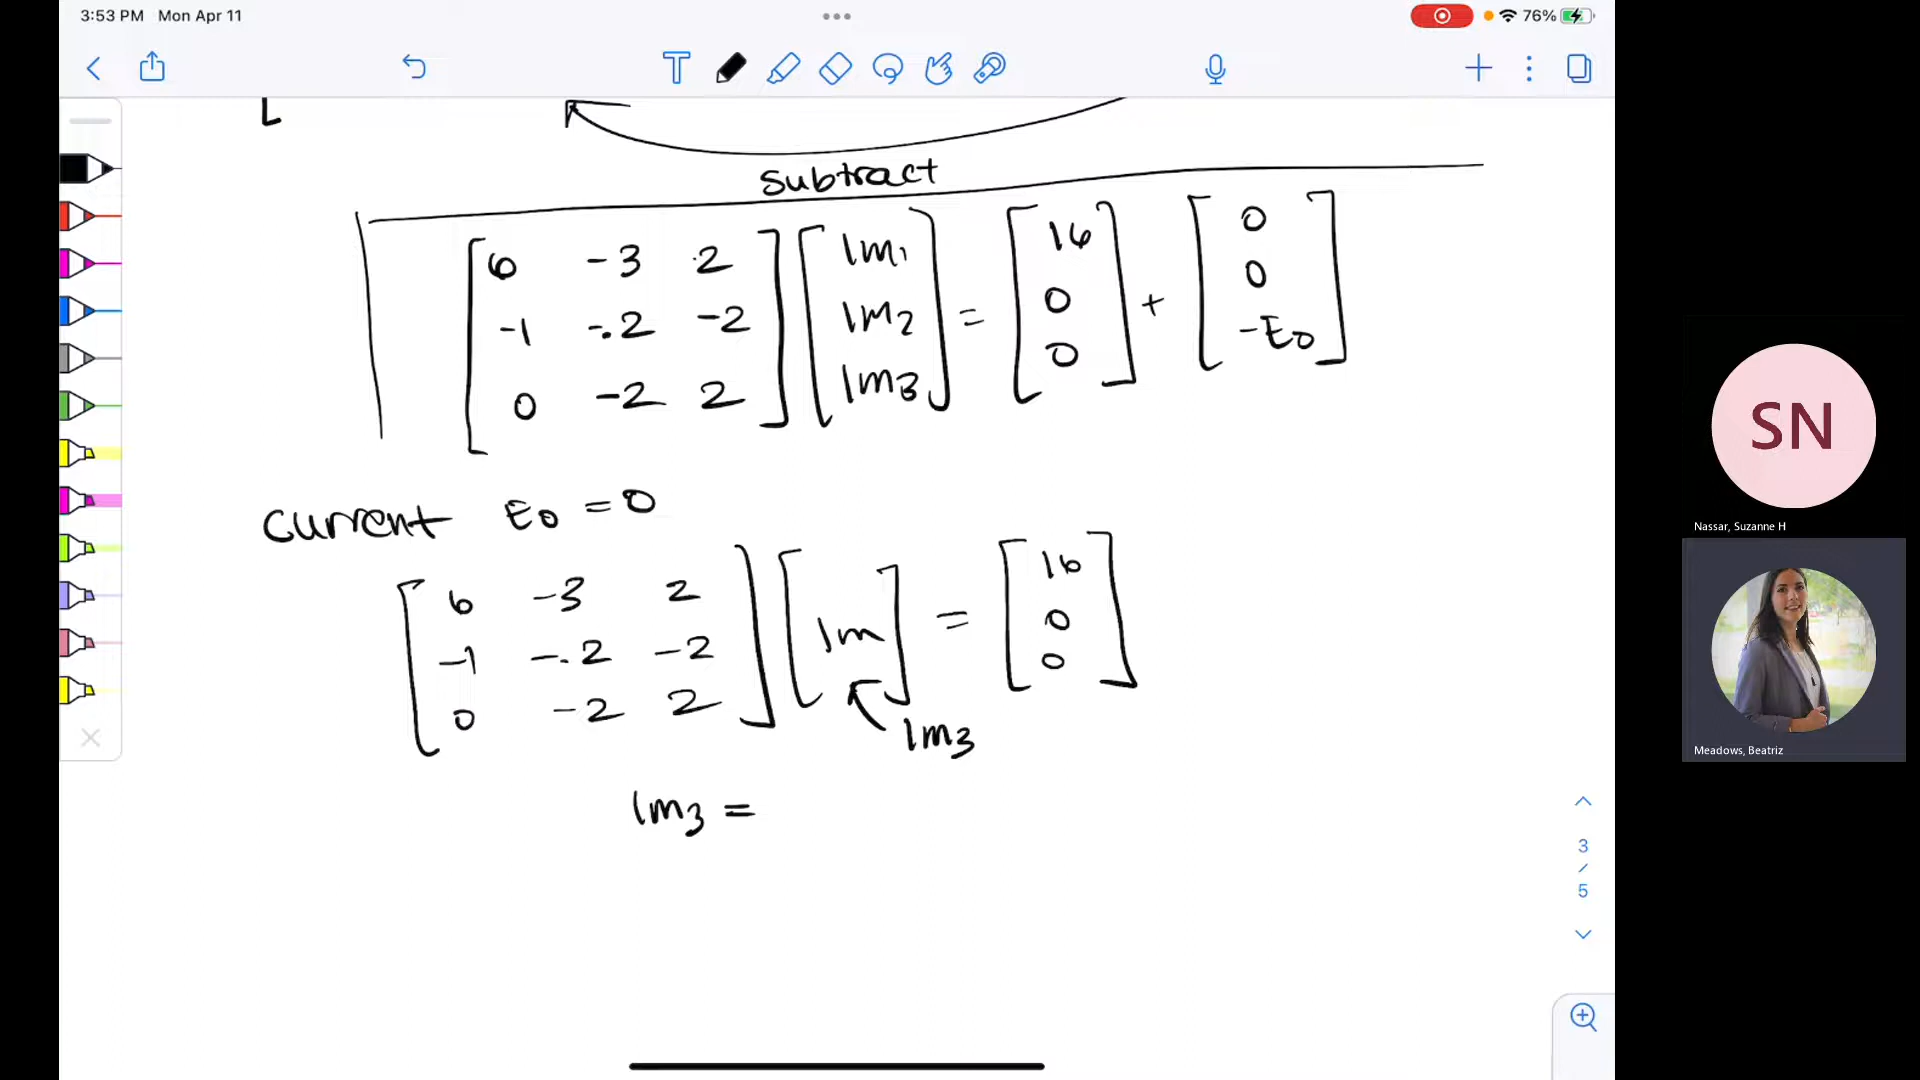 3:53 PM Mon Apr 11
76%
subtract
[6 -3 2] [Im1] = [16] + [0]
[-1 -.2 -2] [Im2] [0] [0]
[0 -2 2] [Im3] [0] [-E0]
current E0 = 0
[6 -3 2] [Im] = [16]
[-1 -.2 -2] [0]
[0 -2 2] [0]
Im3
Im3 =
3
/
5
SN
Nassar, Suzanne H
Meadows, Beatriz